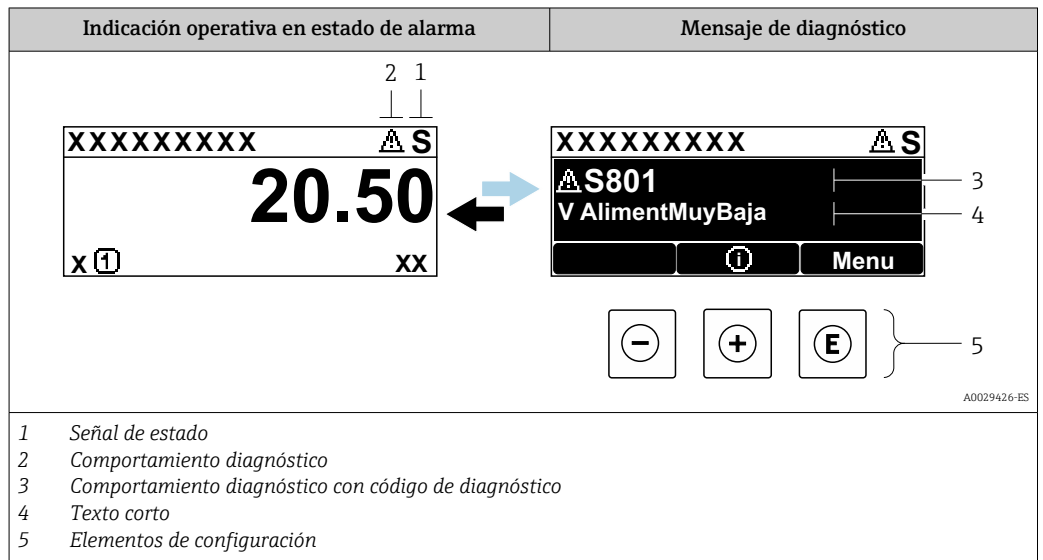 Indicación operativa en estado de alarma
Mensaje de diagnóstico
2 1
XXXXXXXXX S
20.50
X 1 XX
XXXXXXXXX S
S801
3
V AlimentMuyBaja
4
i Menu
- + E
5
A0029426-ES
1 Señal de estado
2 Comportamiento diagnóstico
3 Comportamiento diagnóstico con código de diagnóstico
4 Texto corto
5 Elementos de configuración